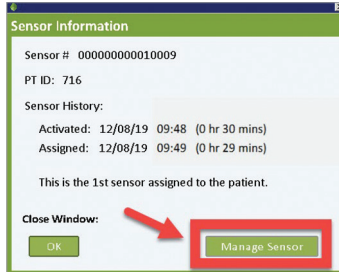 Sensor Information
Sensor # 000000000010009
PT ID: 716
Sensor History:
Activated: 12/08/19 09:48 (0 hr 30 mins)
Assigned: 12/08/19 09:49 (0 hr 29 mins)
This is the 1st sensor assigned to the patient.
Close Window:
OK
Manage Sensor